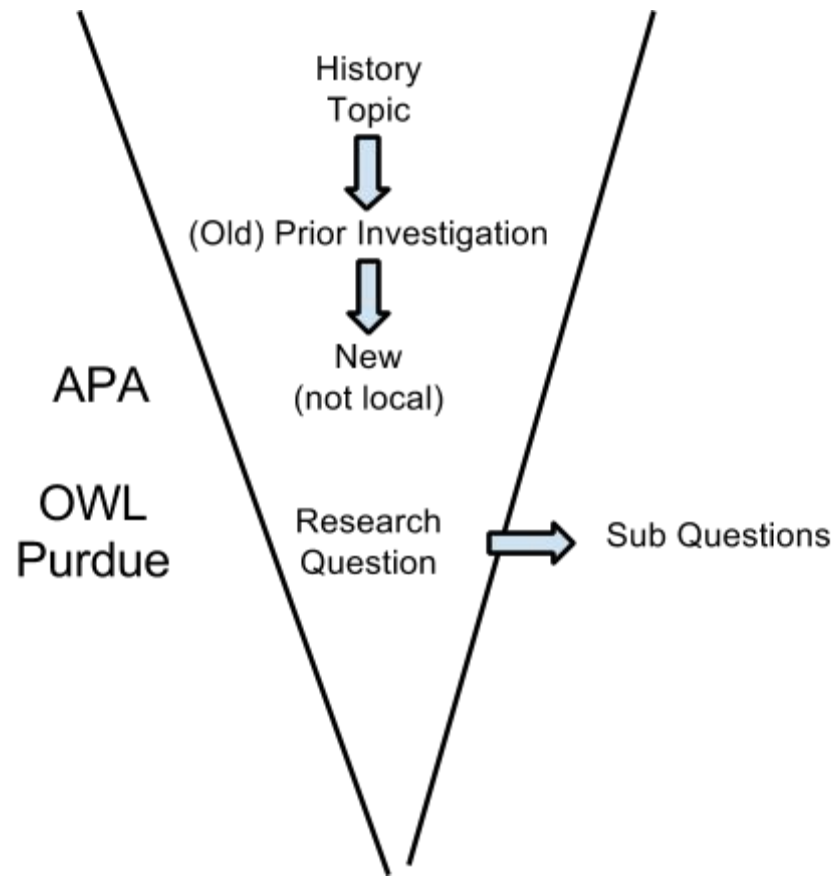 History
Topic
(Old) Prior Investigation
New
(not local)
APA
OWL
Purdue
Research
Question
Sub Questions